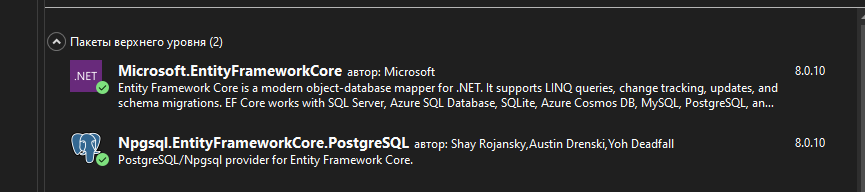 Пакеты верхнего уровня (2)
.NET
Microsoft.EntityFrameworkCore автор: Microsoft 8.0.10
Entity Framework Core is a modern object-database mapper for .NET. It supports LINQ queries, change tracking, updates, and
schema migrations. EF Core works with SQL Server, Azure SQL Database, SQLite, Azure Cosmos DB, MySQL, PostgreSQL, an...
Npgsql.EntityFrameworkCore.PostgreSQL автор: Shay Rojansky,Austin Drenski,Yoh Deadfall 8.0.10
PostgreSQL/Npgsql provider for Entity Framework Core.